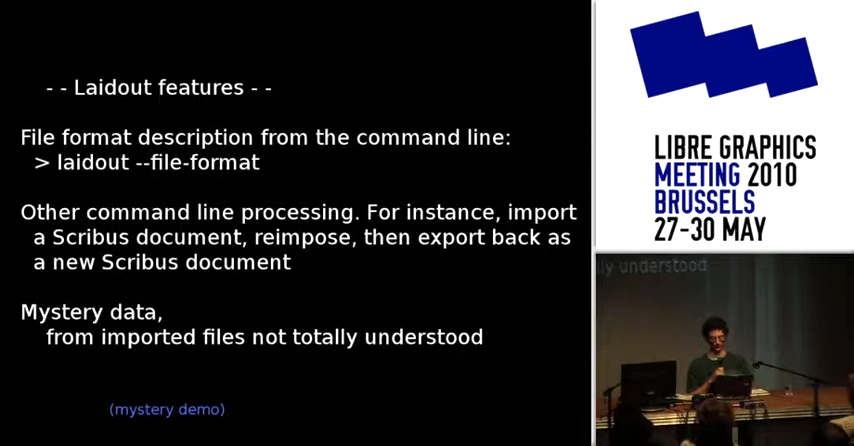 - - Laidout features - -
File format description from the command line:
> laidout --file-format
Other command line processing. For instance, import
a Scribus document, reimpose, then export back as
a new Scribus document
Mystery data,
from imported files not totally understood
(mystery demo)
LIBRE GRAPHICS
MEETING 2010
BRUSSELS
27-30 MAY
lly understood